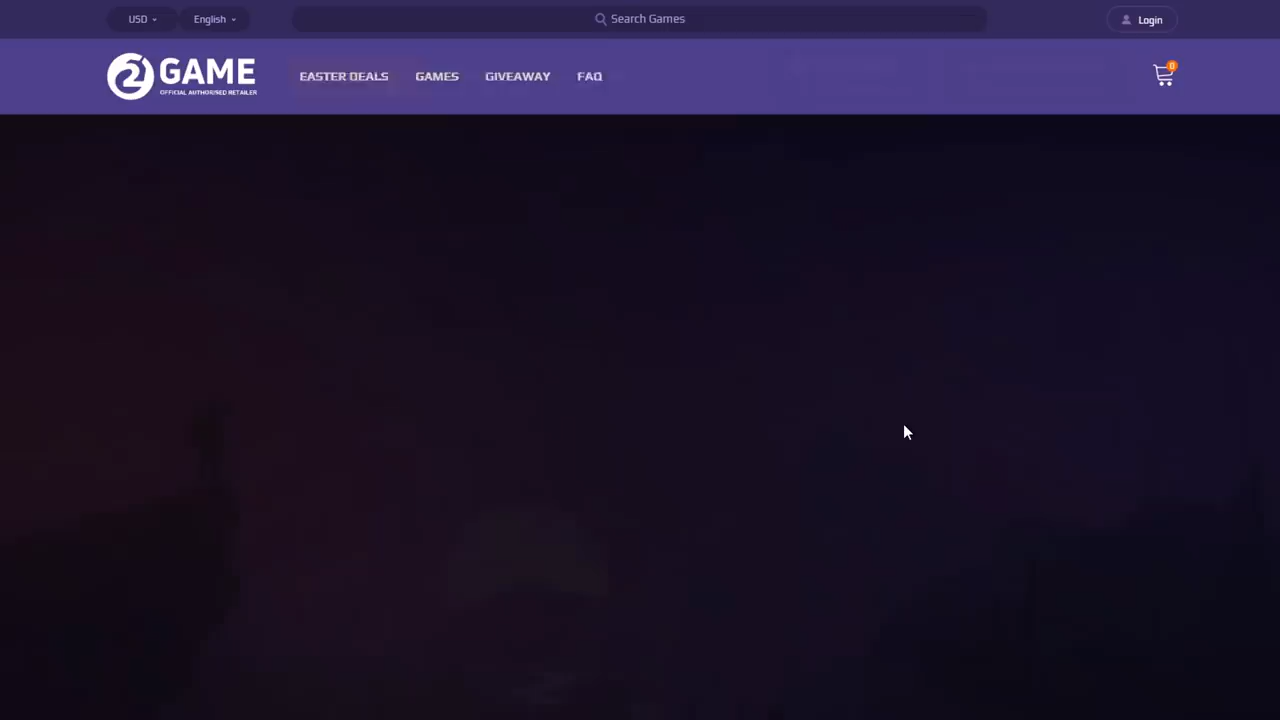 USD
English
Search Games
Login
2GAME
OFFICIAL AUTHORISED RETAILER
EASTER DEALS
GAMES
GIVEAWAY
FAQ
0